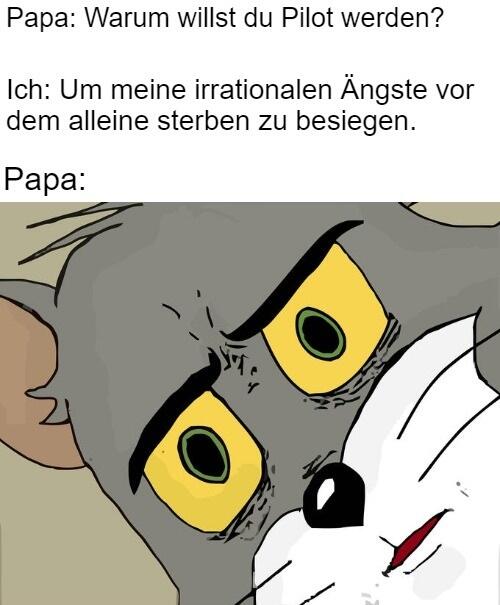 Papa: Warum willst du Pilot werden?
Ich: Um meine irrationalen Ängste vor
dem alleine sterben zu besiegen.
Papa: